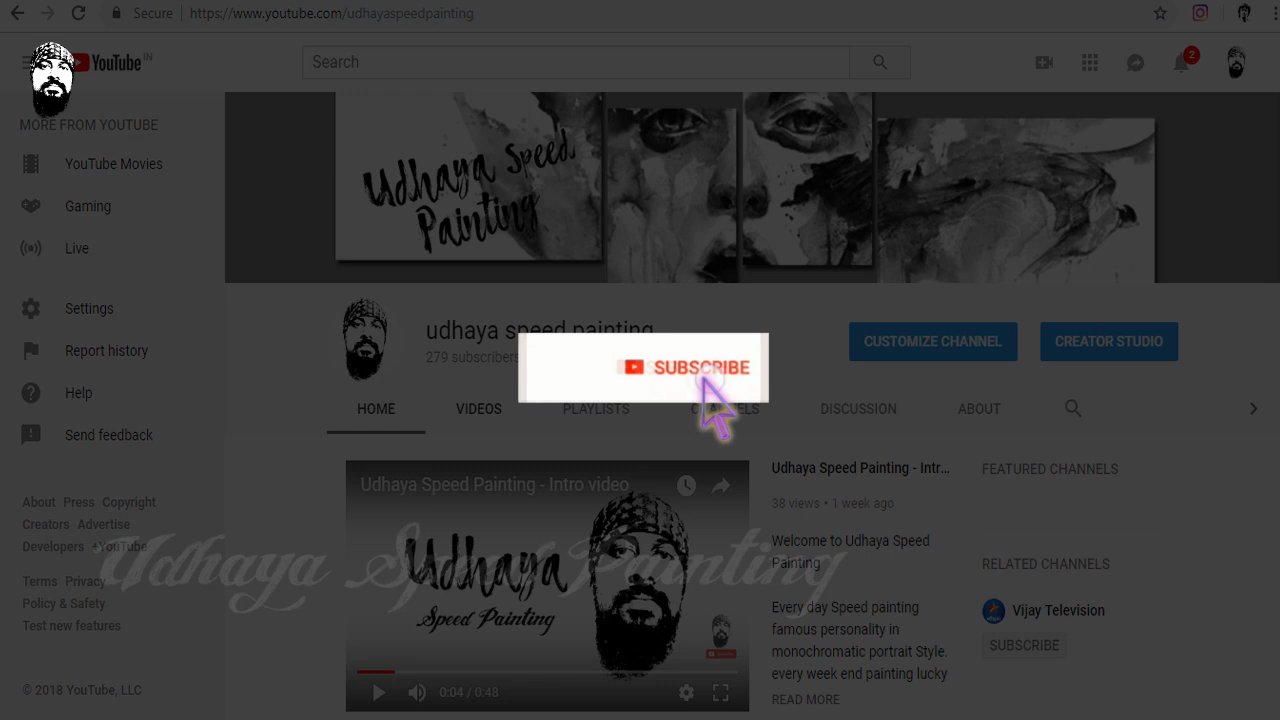 Secure
https://www.youtube.com/udhayaspeedpainting
YouTube IN
Search
2
MORE FROM YOUTUBE
YouTube Movies
Gaming
Live
Settings
Report history
Help
Send feedback
About Press Copyright
Creators Advertise
Developers +YouTube
Terms Privacy
Policy & Safety
Test new features
© 2018 YouTube, LLC
Udhaya Speed
Painting
udhaya speed painting
279 subscribers
CUSTOMIZE CHANNEL
CREATOR STUDIO
SUBSCRIBE
HOME VIDEOS PLAYLISTS CHANNELS DISCUSSION ABOUT
Udhaya Speed Painting - Intro video
Udhaya
Speed Painting
0:04 / 0:48
Udhaya Speed Painting
Udhaya Speed Painting - Intr...
38 views • 1 week ago
Welcome to Udhaya Speed
Painting
Every day Speed painting
famous personality in
monochromatic portrait Style.
every week end painting lucky
READ MORE
FEATURED CHANNELS
RELATED CHANNELS
Vijay Television
SUBSCRIBE